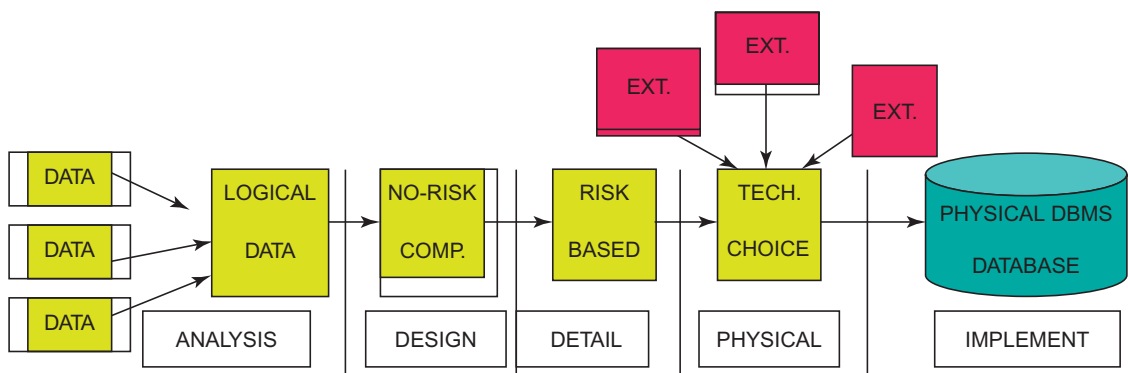 EXT.
EXT.
EXT.
DATA
DATA
DATA
LOGICAL
DATA
NO-RISK
COMP.
RISK
BASED
TECH.
CHOICE
PHYSICAL DBMS
DATABASE
ANALYSIS
DESIGN
DETAIL
PHYSICAL
IMPLEMENT